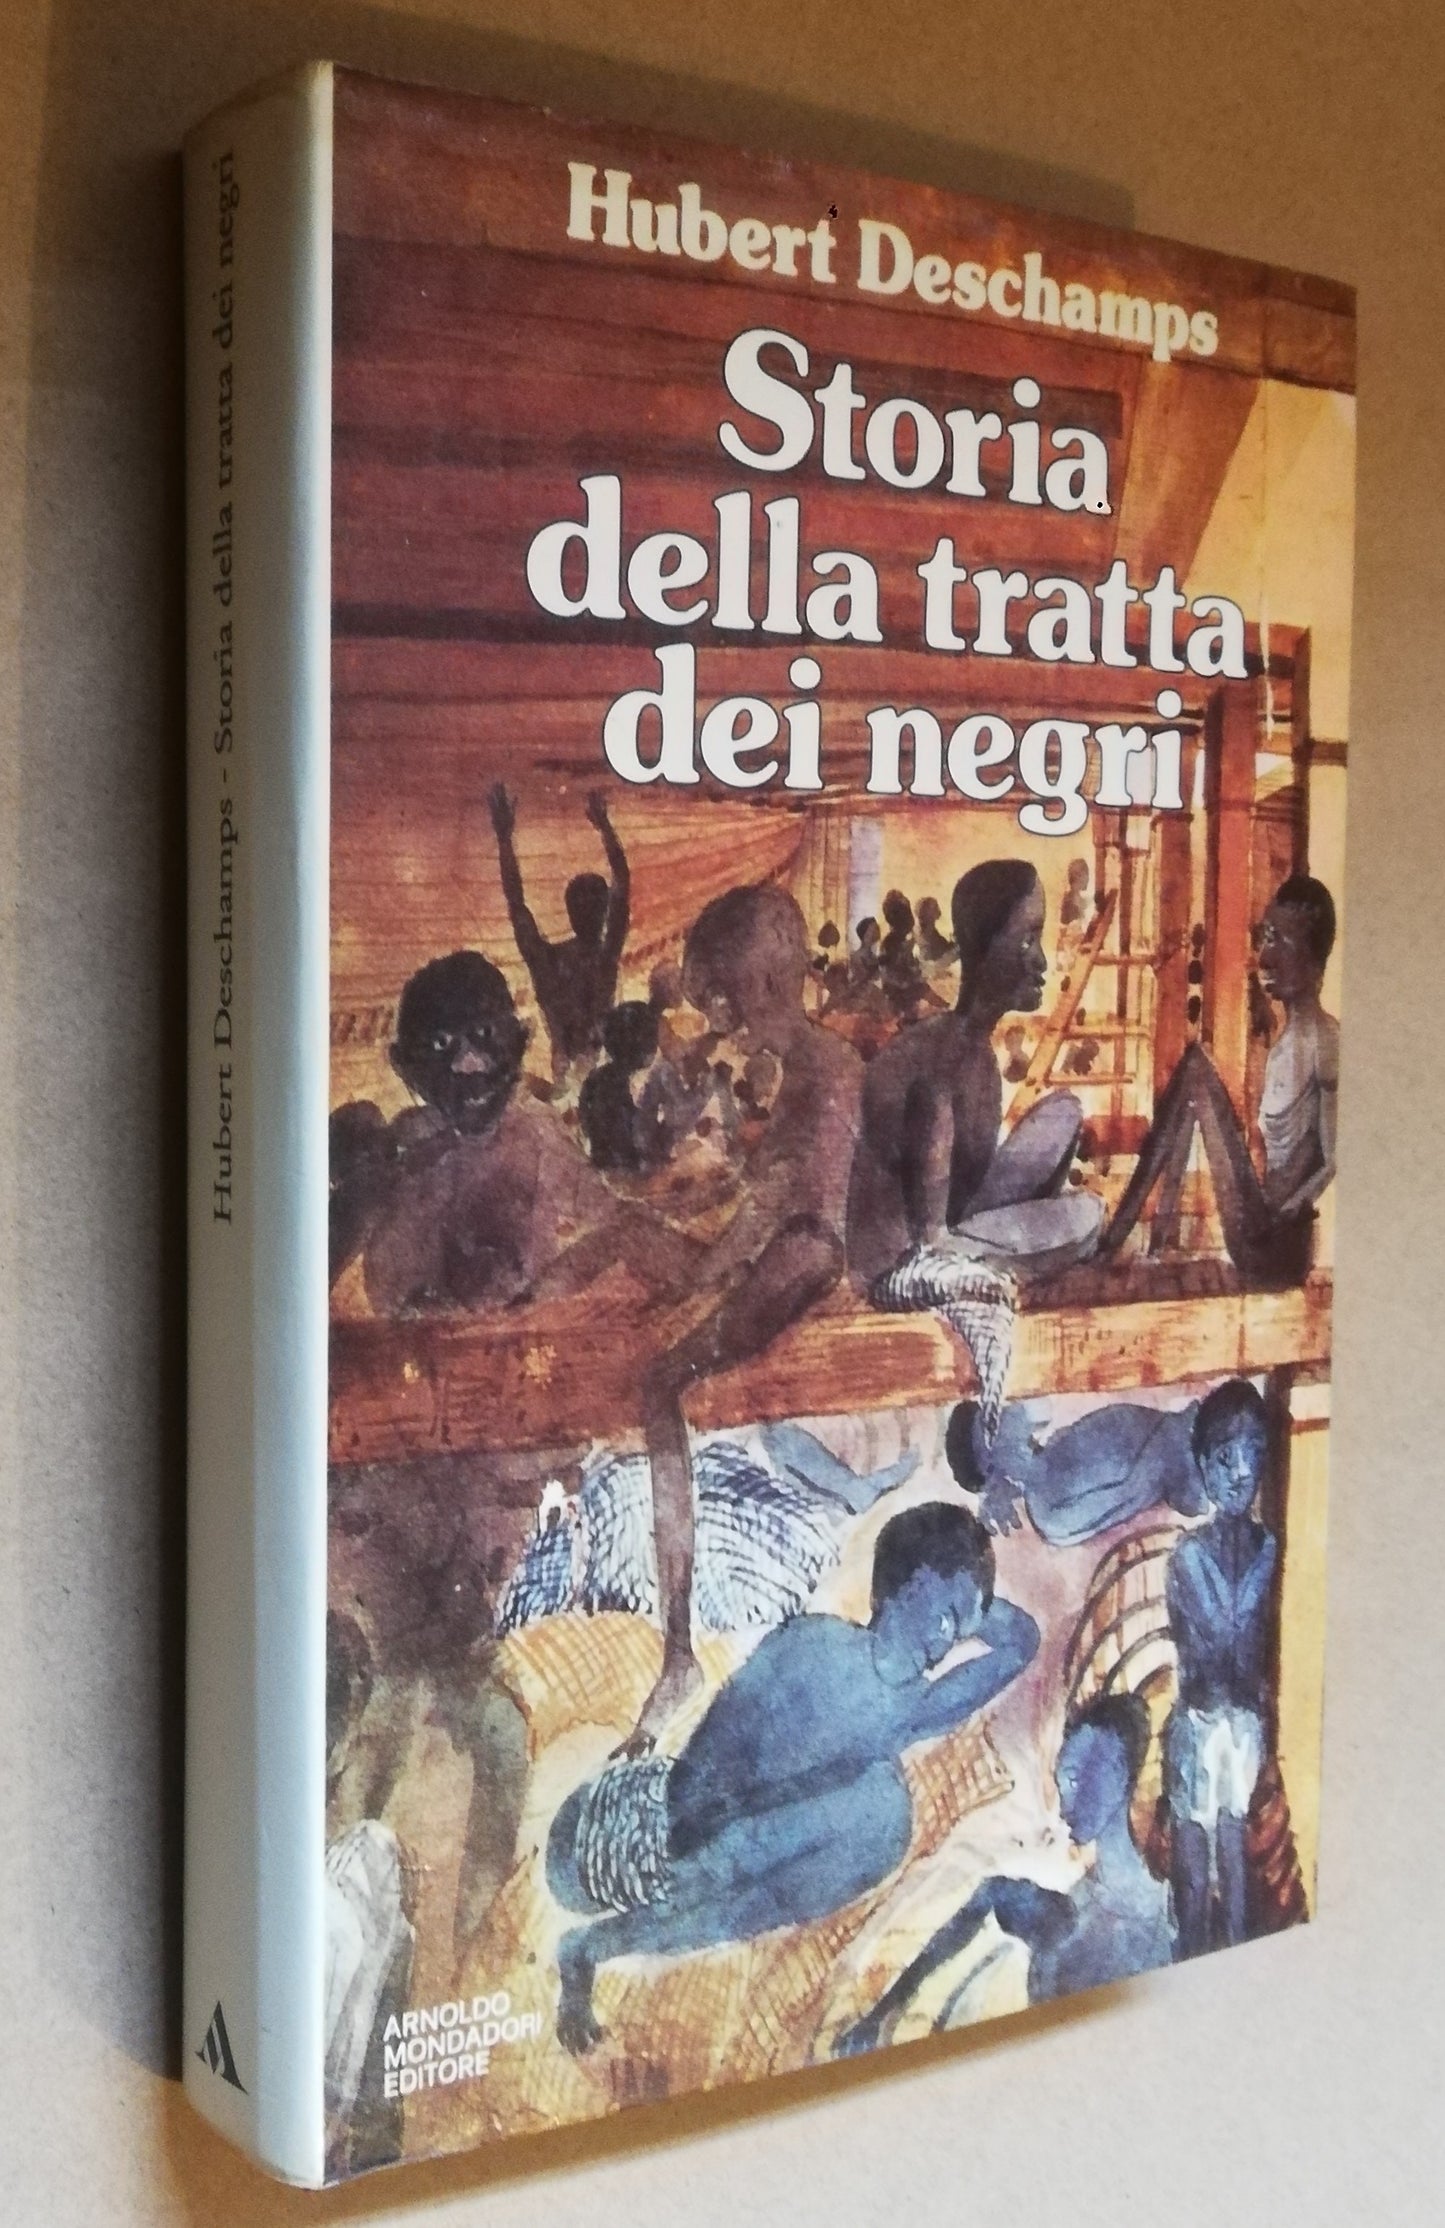 Hubert Deschamps
Storia
della tratta
dei negri
ARNOLDO
MONDADORI
EDITORE
Hubert Deschamps - Storia della tratta dei negri